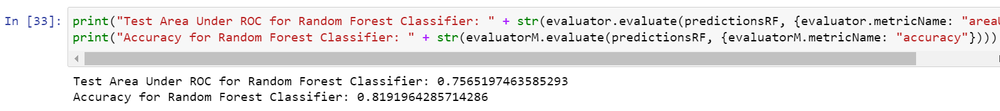 In [33]: print("Test Area Under ROC for Random Forest Classifier: " + str(evaluator.evaluate(predictionsRF, {evaluator.metricName: "area
print("Accuracy for Random Forest Classifier: " + str(evaluatorM.evaluate(predictionsRF, {evaluatorM.metricName: "accuracy"})))
Test Area Under ROC for Random Forest Classifier: 0.7565197463585293
Accuracy for Random Forest Classifier: 0.8191964285714286